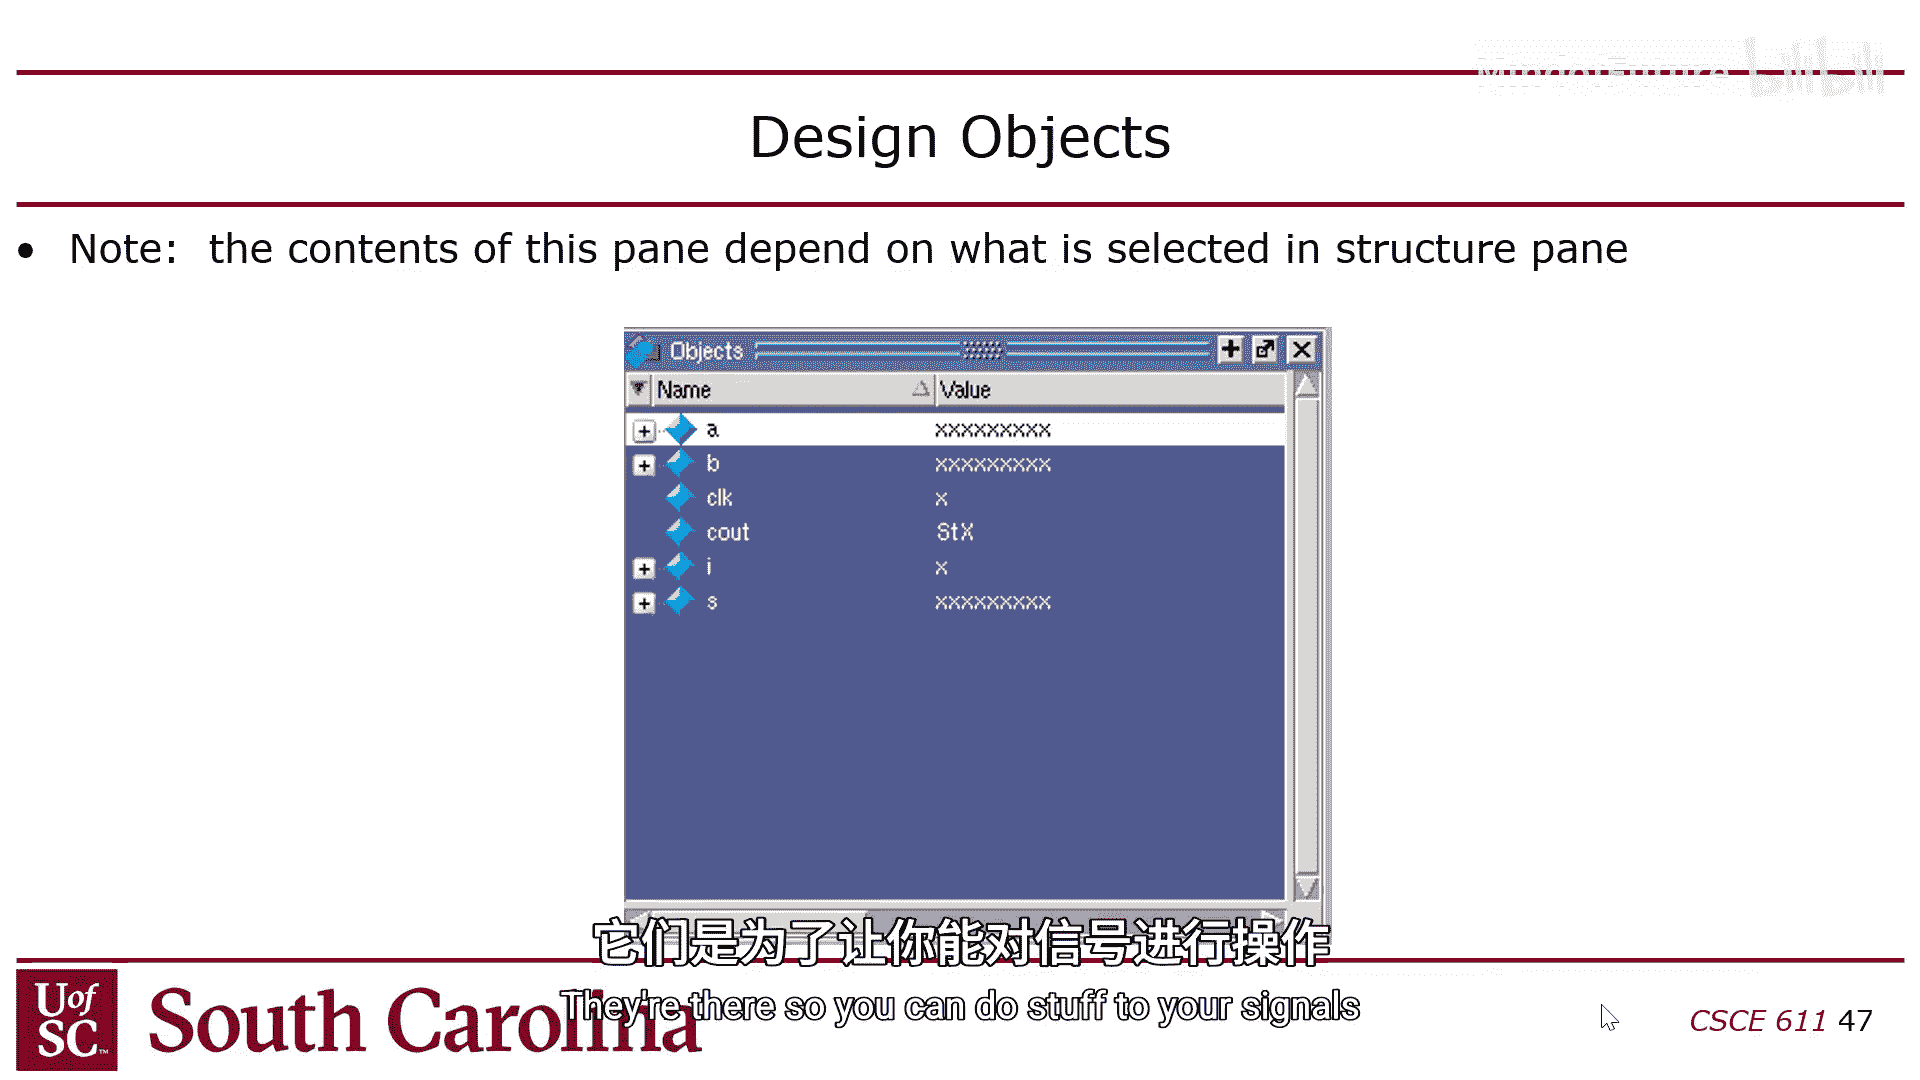 Design Objects
• Note: the contents of this pane depend on what is selected in structure pane
Objects
Name Value
a xxxxxxxxx
b xxxxxxxxx
clk x
cout StX
i x
s xxxxxxxxx
它们是为了让你能对信号进行操作
They're there so you can do stuff to your signals
UofSC™ South Carolina
CSCE 611 47